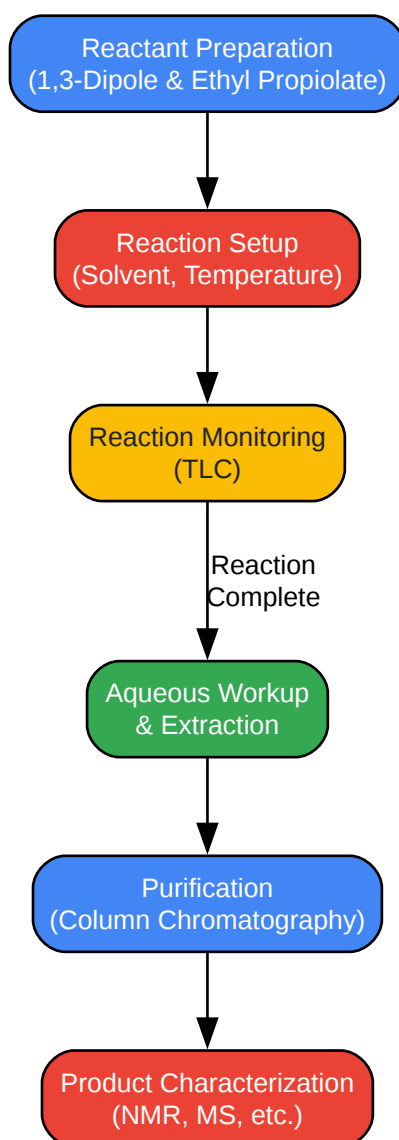 Reactant Preparation
(1,3-Dipole & Ethyl Propiolate)
Reaction Setup
(Solvent, Temperature)
Reaction Monitoring
(TLC)
Reaction
Complete
Aqueous Workup
& Extraction
Purification
(Column Chromatography)
Product Characterization
(NMR, MS, etc.)